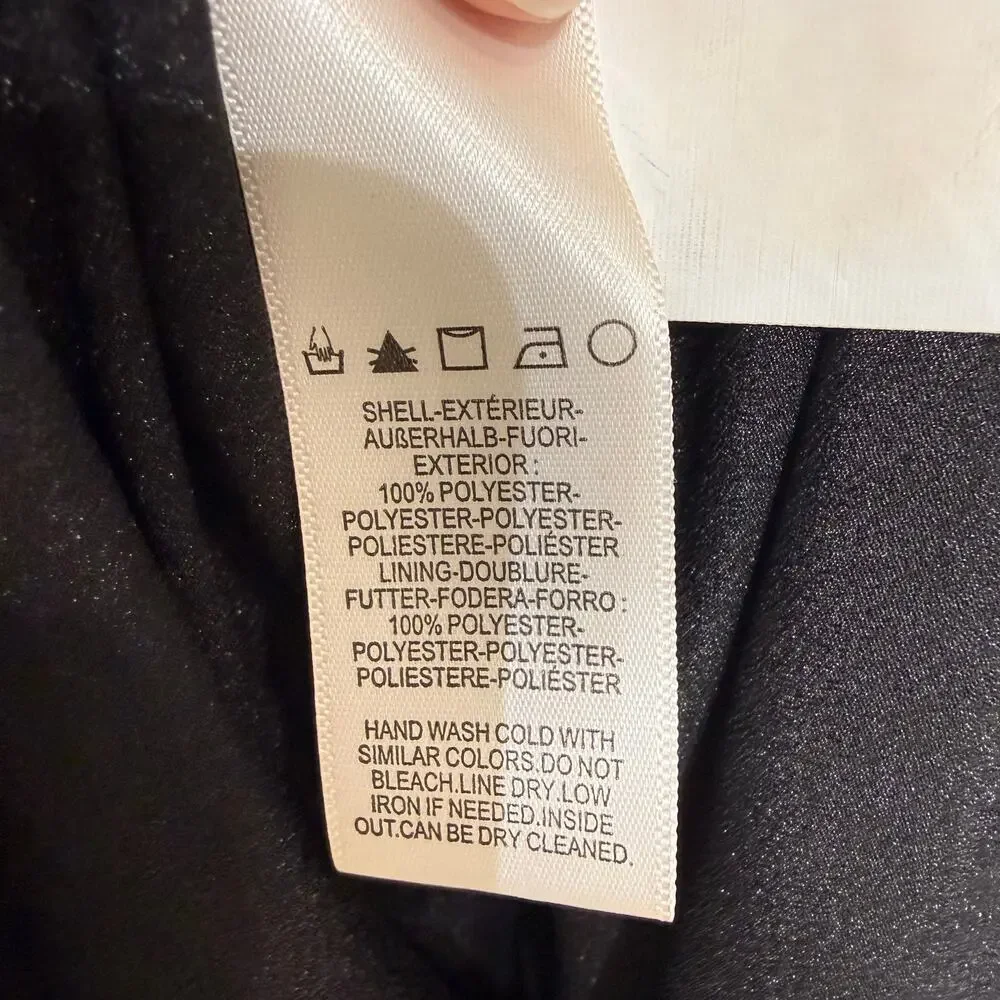 SHELL-EXTÉRIEUR-
AUßERHALB-FUORI-
EXTERIOR :
100% POLYESTER-
POLYESTER-POLYESTER-
POLIESTERE-POLIÉSTER
LINING-DOUBLURE-
FUTTER-FODERA-FORRO :
100% POLYESTER-
POLYESTER-POLYESTER-
POLIESTERE-POLIÉSTER
HAND WASH COLD WITH
SIMILAR COLORS.DO NOT
BLEACH.LINE DRY.LOW
IRON IF NEEDED.INSIDE
OUT.CAN BE DRY CLEANED.